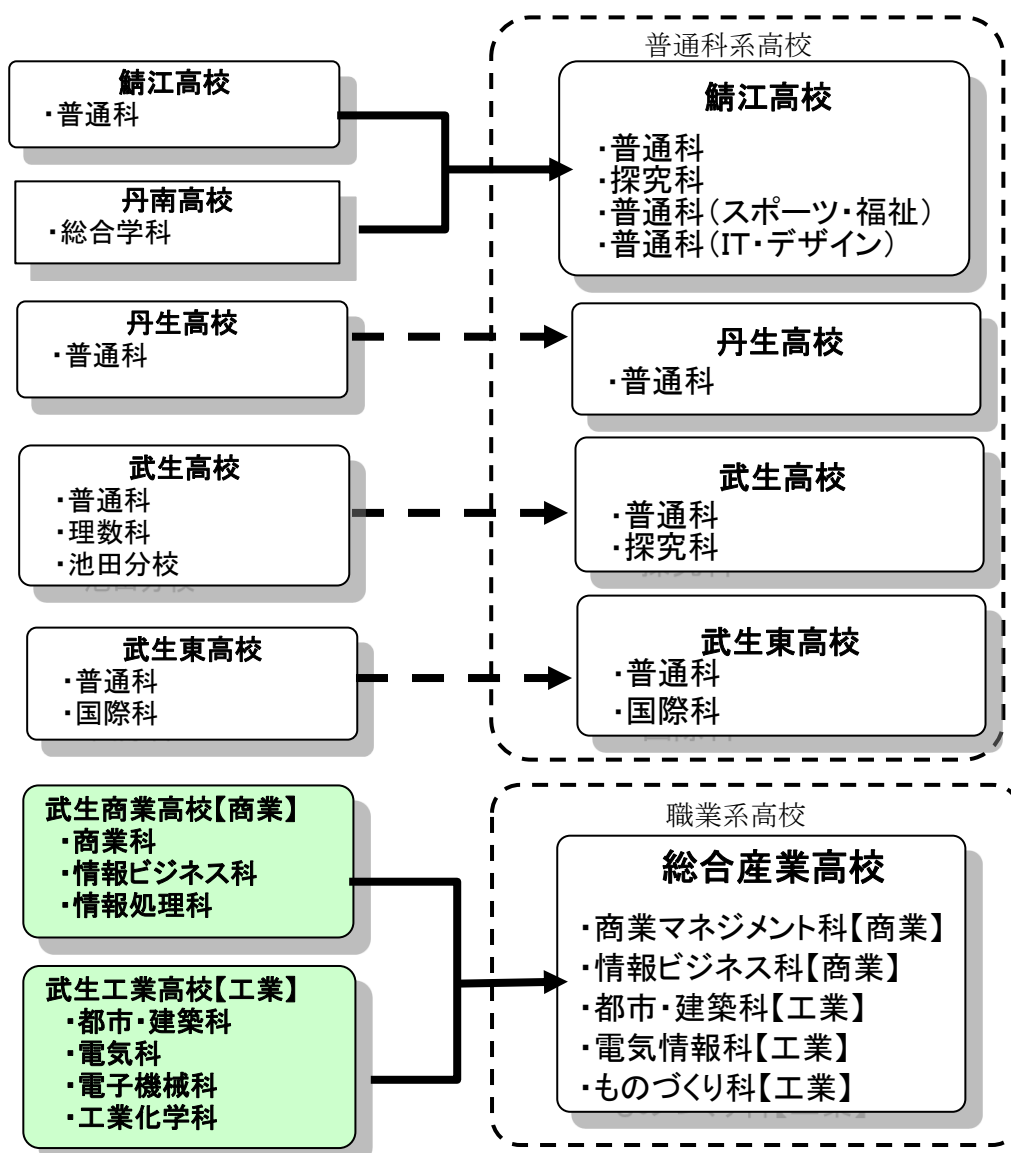 鯖江高校
・普通科
丹南高校
・総合学科
丹生高校
・普通科
武生高校
・普通科
・理数科
・池田分校
武生東高校
・普通科
・国際科
武生商業高校【商業】
・商業科
・情報ビジネス科
・情報処理科
武生工業高校【工業】
・都市・建築科
・電気科
・電子機械科
・工業化学科
普通科系高校
鯖江高校
・普通科
・探究科
・普通科(スポーツ・福祉)
・普通科(IT・デザイン)
丹生高校
・普通科
武生高校
・普通科
・探究科
武生東高校
・普通科
・国際科
職業系高校
総合産業高校
・商業マネジメント科【商業】
・情報ビジネス科【商業】
・都市・建築科【工業】
・電気情報科【工業】
・ものづくり科【工業】